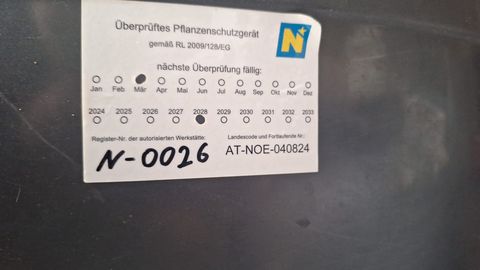 Überprüftes Pflanzenschutzgerät
gemäß RL 2009/128/EG
N
nächste Überprüfung fällig:
Jan Feb Mär Apr Mai Jun Jul Aug Sep Okt Nov Dez
2024 2025 2026 2027 2028 2029 2030 2031 2032 2033
Register-Nr. der autorisierten Werkstätte:
N-0026
Landescode und Fortlaufende Nr.:
AT-NOE-040824